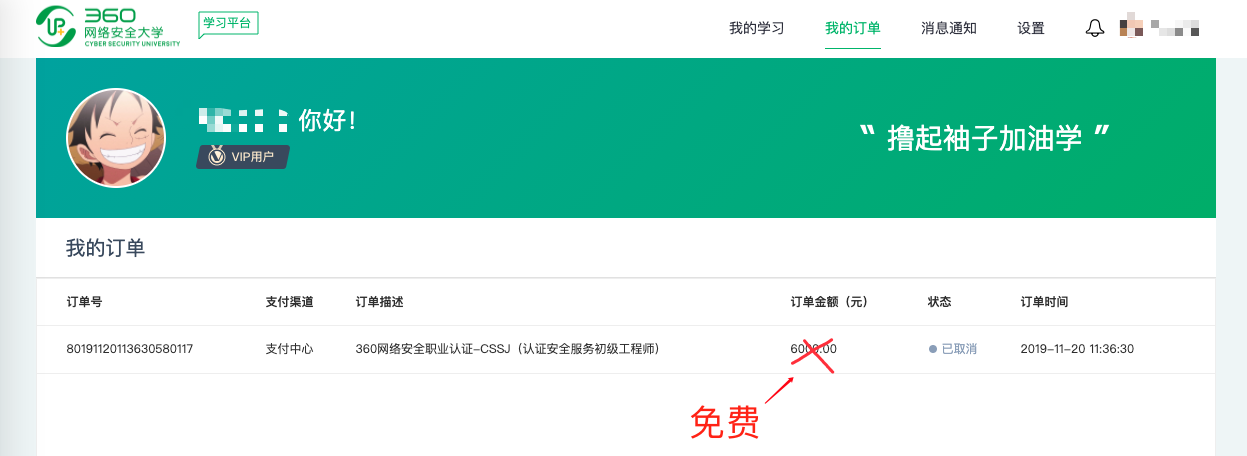 360
网络安全大学
CYBER SECURITY UNIVERSITY
学习平台
我的学习 我的订单 消息通知 设置
你好!
VIP用户
“ 撸起袖子加油学 ”
我的订单
订单号 支付渠道 订单描述 订单金额（元） 状态 订单时间
80191120113630580117 支付中心 360网络安全职业认证-CSSJ（认证安全服务初级工程师） 6000.00 已取消 2019-11-20 11:36:30
免费